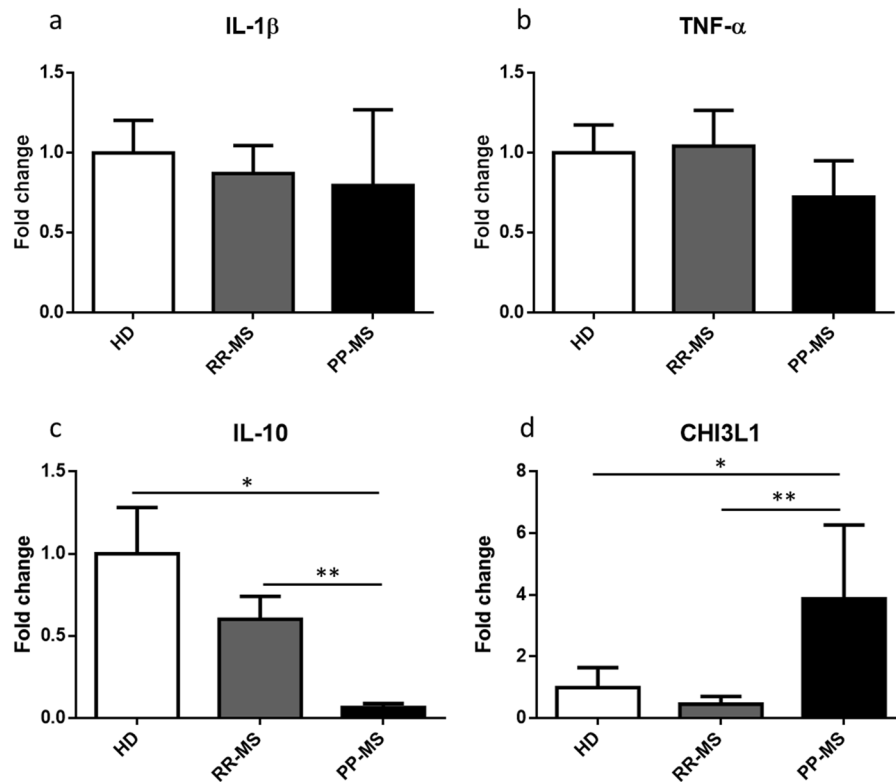 a
IL-1β
Fold change
1.5
1.0
0.5
0.0
HD
RR-MS
PP-MS
b
TNF-α
Fold change
1.5
1.0
0.5
0.0
HD
RR-MS
PP-MS
c
IL-10
Fold change
1.5
1.0
0.5
0.0
*
**
HD
RR-MS
PP-MS
d
CHI3L1
Fold change
8
6
4
2
0
*
**
HD
RR-MS
PP-MS